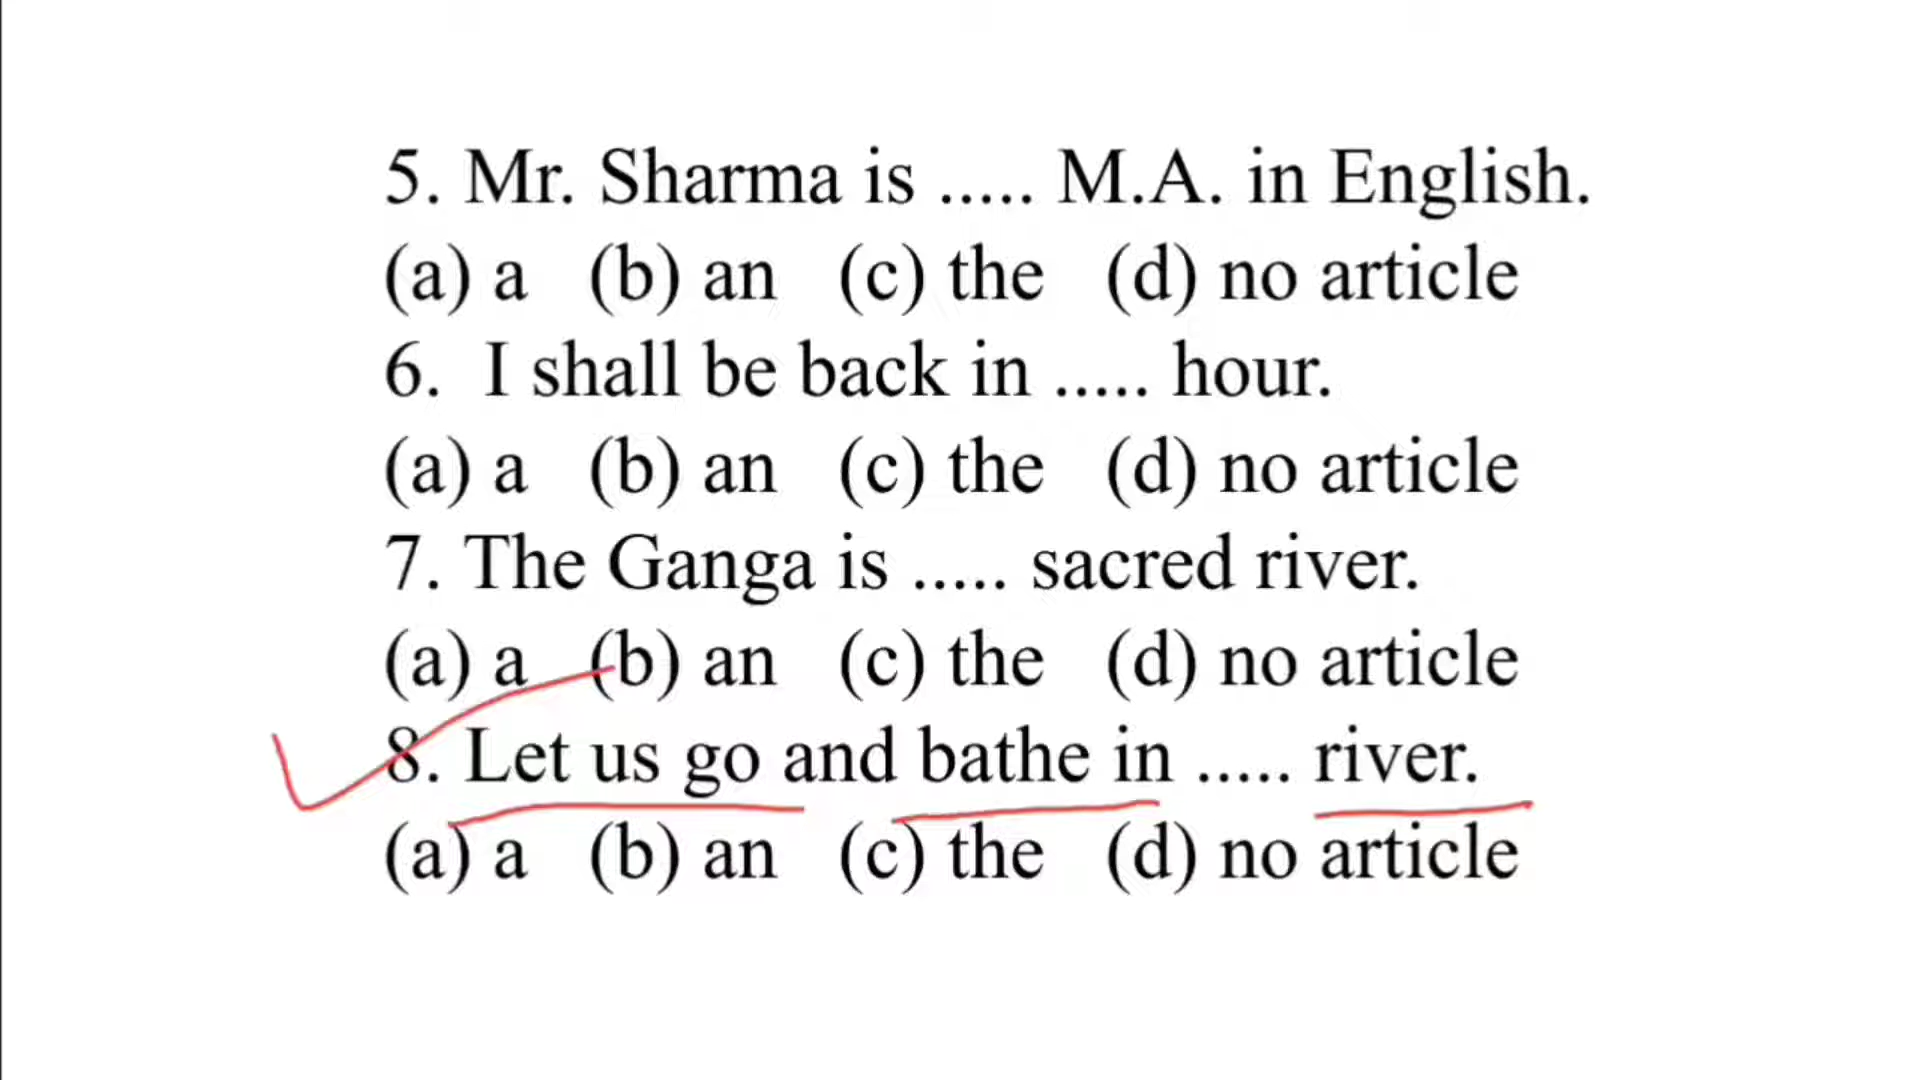 5. Mr. Sharma is ..... M.A. in English.
(a) a (b) an (c) the (d) no article
6. I shall be back in ..... hour.
(a) a (b) an (c) the (d) no article
7. The Ganga is ..... sacred river.
(a) a (b) an (c) the (d) no article
8. Let us go and bathe in ..... river.
(a) a (b) an (c) the (d) no article